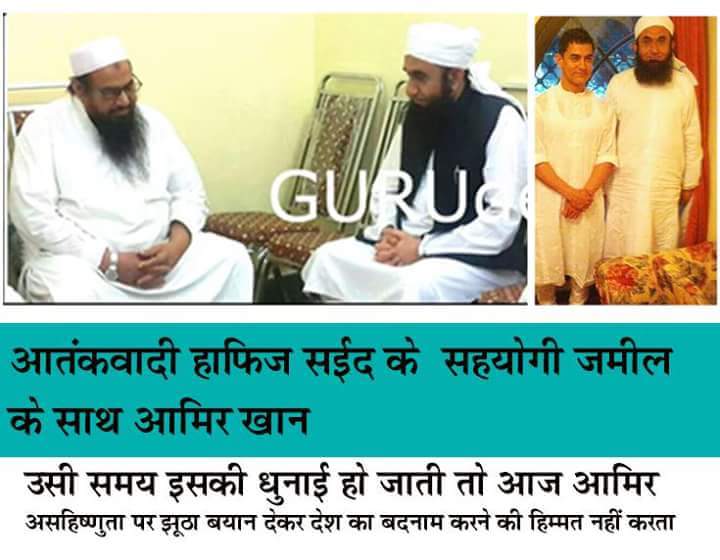 GURUde
आतंकवादी हाफिज सईद के सहयोगी जमील
के साथ आमिर खान
उसी समय इसकी धुनाई हो जाती तो आज आमिर
असहिष्णुता पर झूठा बयान देकर देश का बदनाम करने की हिम्मत नहीं करता